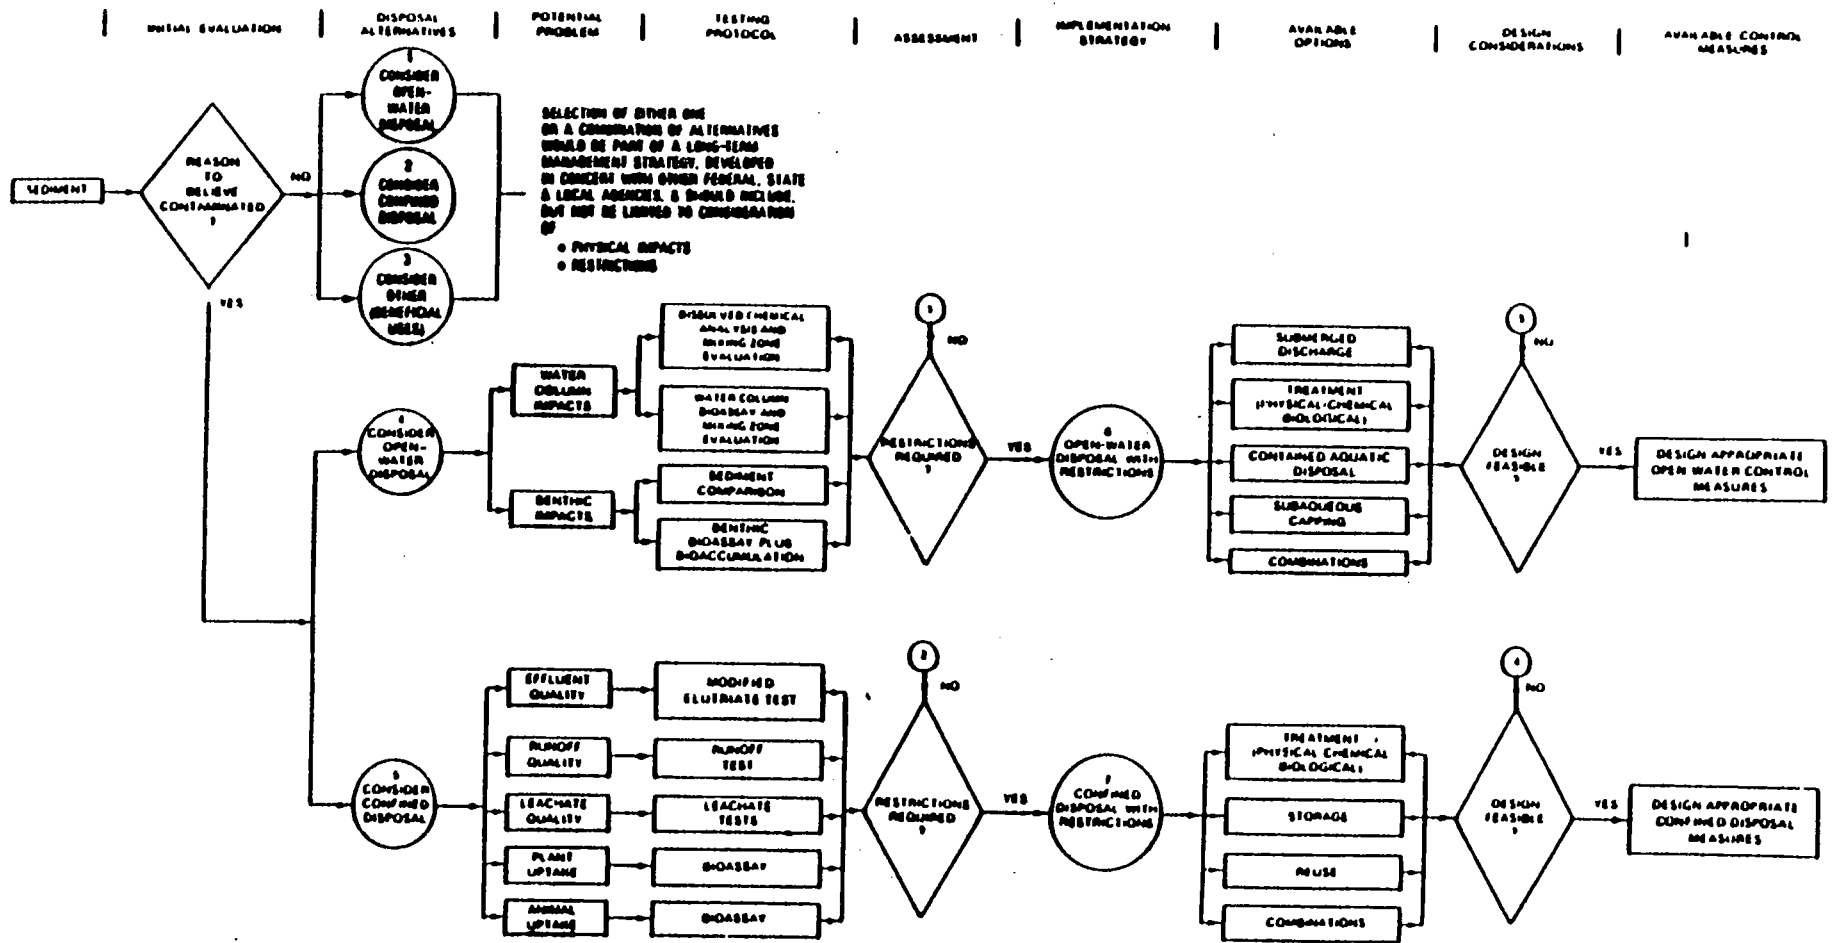 INITIAL EVALUATION
DISPOSAL
ALTERNATIVES
POTENTIAL
PROBLEM
TESTING
PROTOCOL
ASSESSMENT
IMPLEMENTATION
STRATEGY
AVAILABLE
OPTIONS
DESIGN
CONSIDERATIONS
AVAILABLE CONTROL
MEASURES
SEDIMENT
REASON
TO
BELIEVE
CONTAMINATED
?
NO
YES
1
CONSIDER
OPEN-
WATER
DISPOSAL
2
CONSIDER
CONFINED
DISPOSAL
3
CONSIDER
OTHER
(BENEFICIAL
USES)
SELECTION OF EITHER ONE
OR A COMBINATION OF ALTERNATIVES
WOULD BE PART OF A LONG-TERM
MANAGEMENT STRATEGY, DEVELOPED
IN CONCERT WITH OTHER FEDERAL, STATE
& LOCAL AGENCIES, & SHOULD INCLUDE,
BUT NOT BE LIMITED TO CONSIDERATION
OF
• PHYSICAL IMPACTS
• RESTRICTIONS
4
CONSIDER
OPEN-
WATER
DISPOSAL
WATER
COLUMN
IMPACTS
BENTHIC
IMPACTS
DISSOLVED CHEMICAL
ANALYSIS AND
MIXING ZONE
EVALUATION
WATER COLUMN
BIOASSAY AND
MIXING ZONE
EVALUATION
SEDIMENT
COMPARISON
BENTHIC
BIOASSAY PLUS
BIOACCUMULATION
NO
RESTRICTIONS
REQUIRED
?
YES
6
OPEN-WATER
DISPOSAL WITH
RESTRICTIONS
SUBMERGED
DISCHARGE
TREATMENT
(PHYSICAL-CHEMICAL
BIOLOGICAL)
CONTAINED AQUATIC
DISPOSAL
SUBAQUEOUS
CAPPING
COMBINATIONS
NO
DESIGN
FEASIBLE
?
YES
DESIGN APPROPRIATE
OPEN WATER CONTROL
MEASURES
5
CONSIDER
CONFINED
DISPOSAL
EFFLUENT
QUALITY
RUNOFF
QUALITY
LEACHATE
QUALITY
PLANT
UPTAKE
ANIMAL
UPTAKE
MODIFIED
ELUTRIATE TEST
RUNOFF
TEST
LEACHATE
TESTS
BIOASSAY
BIOASSAY
2
NO
RESTRICTIONS
REQUIRED
?
YES
7
CONFINED
DISPOSAL WITH
RESTRICTIONS
TREATMENT
(PHYSICAL CHEMICAL
BIOLOGICAL)
STORAGE
REUSE
COMBINATIONS
4
NO
DESIGN
FEASIBLE
?
YES
DESIGN APPROPRIATE
CONFINED DISPOSAL
MEASURES